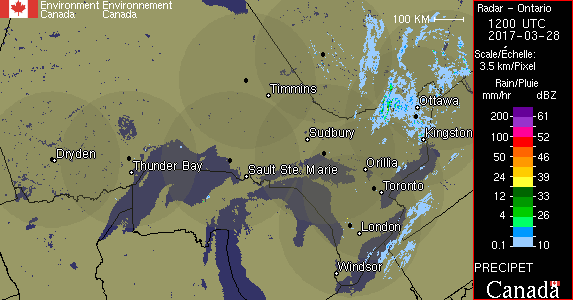 Environment Environnement
Canada Canada
100 KM
Radar - Ontario
1200 UTC
2017-03-28
Scale/Échelle:
3.5 km/Pixel
Rain/Pluie
mm/hr dBZ
200 61
100 52
50 46
24 39
12 33
4 26
0.1 10
PRECIPET
Canada
Timmins
Ottawa
Sudbury
Kingston
Dryden
Thunder Bay
Sault Ste. Marie
Orillia
Toronto
London
Windsor